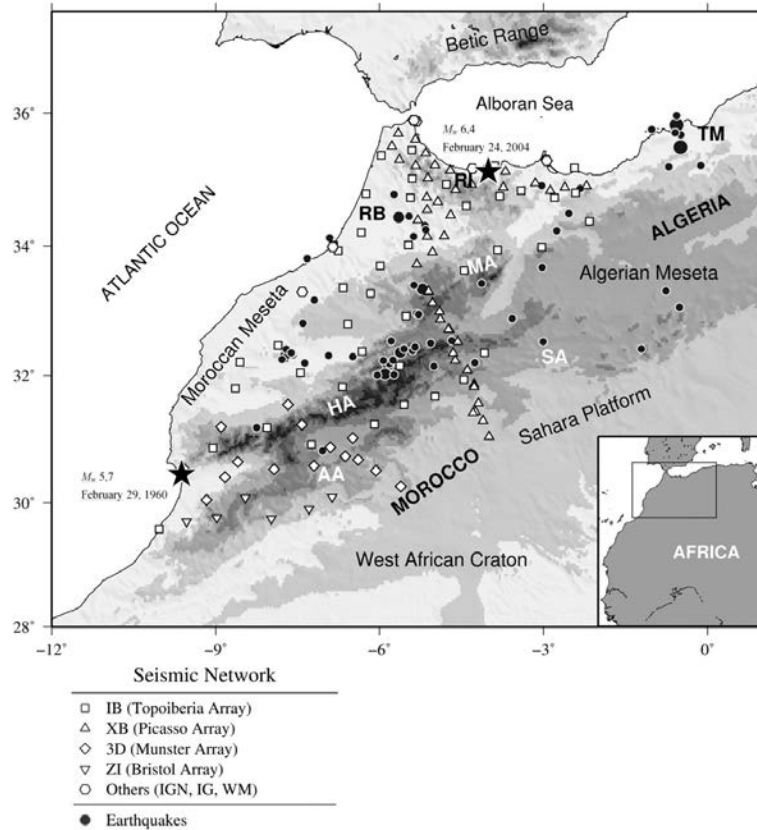 Betic Range
36°
Alboran Sea
Mw 6.4
February 24, 2004
TM
RI
RB
ATLANTIC OCEAN
ALGERIA
34°
MA
Algerian Meseta
Moroccan Meseta
SA
32°
HA
Sahara Platform
Mw 5.7
February 29, 1960
AA
MOROCCO
30°
West African Craton
AFRICA
28°
−12°
−9°
−6°
−3°
0°
Seismic Network
IB (Topoiberia Array)
XB (Picasso Array)
3D (Munster Array)
ZI (Bristol Array)
Others (IGN, IG, WM)
Earthquakes